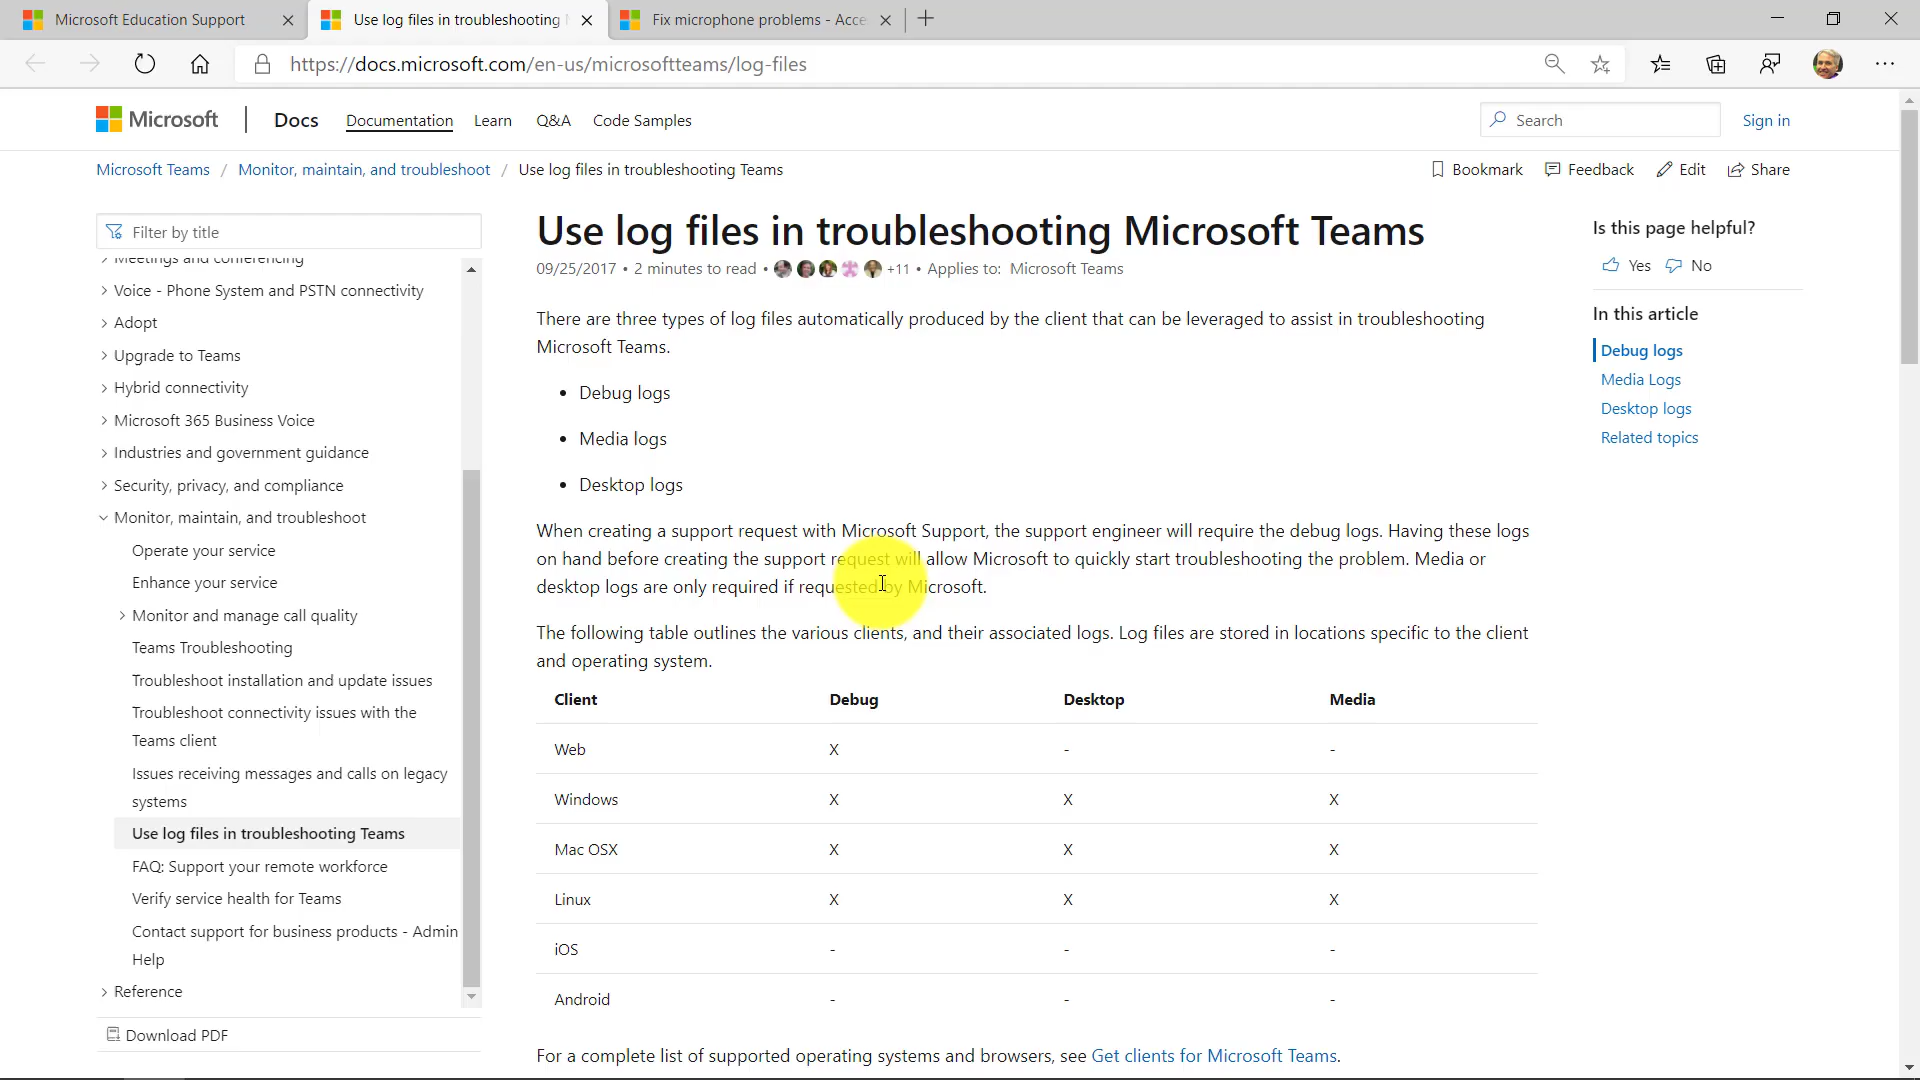 Microsoft Education Support
Use log files in troubleshooting
Fix microphone problems - Acce
https://docs.microsoft.com/en-us/microsoftteams/log-files
Microsoft
Docs
Documentation
Learn
Q&A
Code Samples
Search
Sign in
Microsoft Teams / Monitor, maintain, and troubleshoot / Use log files in troubleshooting Teams
Bookmark
Feedback
Edit
Share
Filter by title
Meetings and conferencing
Voice - Phone System and PSTN connectivity
Adopt
Upgrade to Teams
Hybrid connectivity
Microsoft 365 Business Voice
Industries and government guidance
Security, privacy, and compliance
Monitor, maintain, and troubleshoot
Operate your service
Enhance your service
Monitor and manage call quality
Teams Troubleshooting
Troubleshoot installation and update issues
Troubleshoot connectivity issues with the
Teams client
Issues receiving messages and calls on legacy
systems
Use log files in troubleshooting Teams
FAQ: Support your remote workforce
Verify service health for Teams
Contact support for business products - Admin
Help
Reference
Download PDF
Use log files in troubleshooting Microsoft Teams
09/25/2017 • 2 minutes to read • +11 • Applies to: Microsoft Teams
There are three types of log files automatically produced by the client that can be leveraged to assist in troubleshooting
Microsoft Teams.
• Debug logs
• Media logs
• Desktop logs
When creating a support request with Microsoft Support, the support engineer will require the debug logs. Having these logs
on hand before creating the support request will allow Microsoft to quickly start troubleshooting the problem. Media or
desktop logs are only required if requested by Microsoft.
The following table outlines the various clients, and their associated logs. Log files are stored in locations specific to the client
and operating system.
Client Debug Desktop Media
Web X - -
Windows X X X
Mac OSX X X X
Linux X X X
iOS - - -
Android - - -
For a complete list of supported operating systems and browsers, see Get clients for Microsoft Teams.
Is this page helpful?
Yes No
In this article
Debug logs
Media Logs
Desktop logs
Related topics